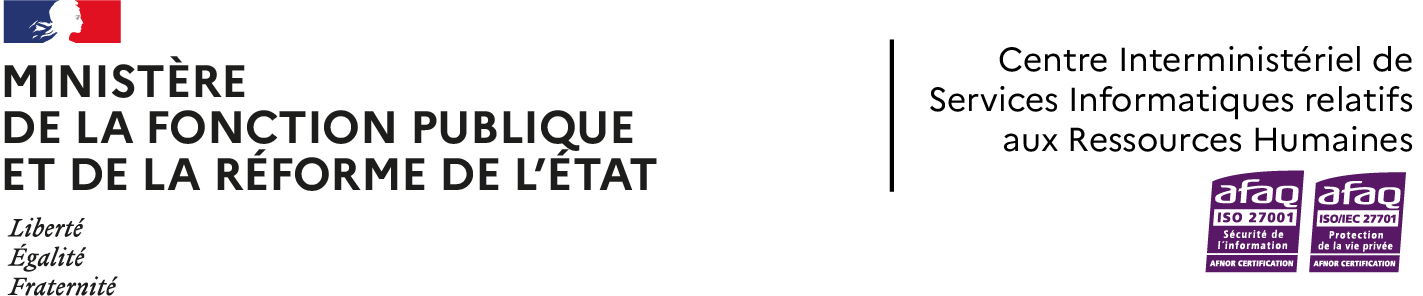 MINISTÈRE
DE LA FONCTION PUBLIQUE
ET DE LA RÉFORME DE L'ÉTAT
Liberté
Égalité
Fraternité
Centre Interministériel de
Services Informatiques relatifs
aux Ressources Humaines
afaq
ISO 27001
Sécurité de
l'information
AFNOR CERTIFICATION
afaq
ISO/IEC 27701
Protection
de la vie privée
AFNOR CERTIFICATION